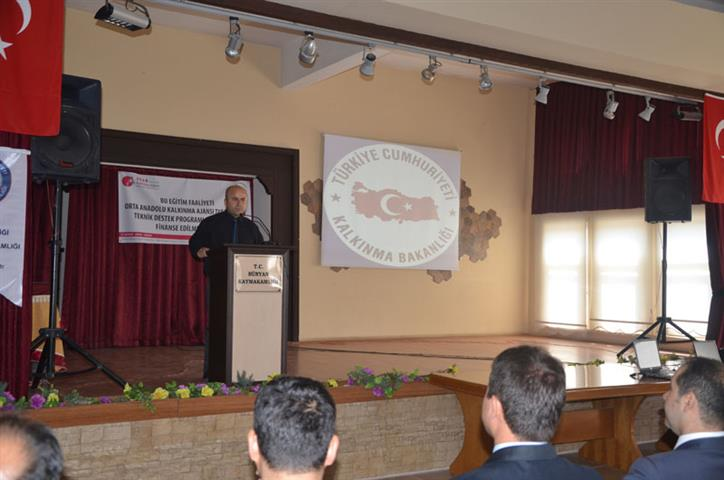 BU EĞİTİM FAALİYETİ
ORTA ANADOLU KALKINMA AJANSI
TEKNİK DESTEK PROGRAMI
FİNANSE EDİLM
TÜRKİYE CUMHURİYETİ
KALKINMA BAKANLIĞI
T.C.
BÜNYAN
KAYMAKAMLIĞI